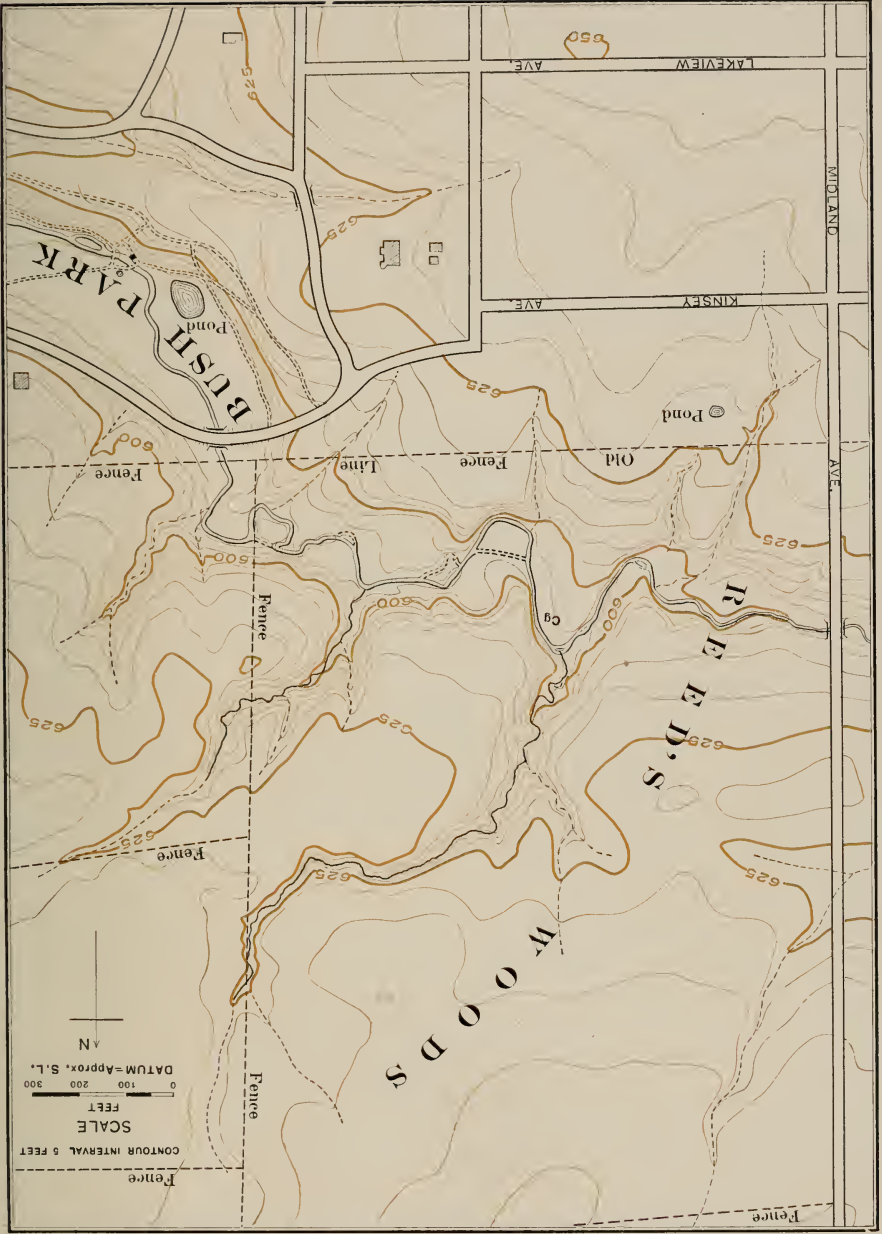 Fence
Fence
CONTOUR INTERVAL 5 FEET
SCALE
FEET
0 100 200 300
DATUM=Approx. S.L.
N
Fence
WOODS
625
625
Fence
625
625
625
625
REED'S
Cg
600
600
Fence
600
625
AVE.
Old Fence Line
Fence
600
Pond
625
BUSH PARK
Pond
KINSEY AVE.
625
MIDLAND
625
LAKEVIEW AVE.
650